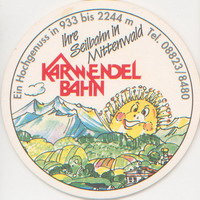 Ein Hochgenuss in 933 bis 2244 m Tel. 08823/8480
Ihre
Seilbahn in
Mittenwald
KARWENDEL
BAHN